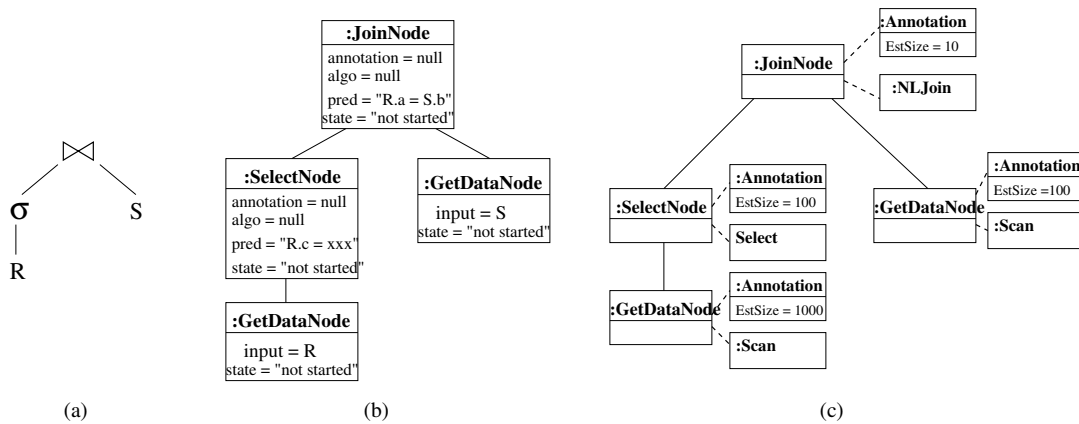 ⋈
σ
S
R
(a)
:JoinNode
annotation = null
algo = null
pred = "R.a = S.b"
state = "not started"
:SelectNode
annotation = null
algo = null
pred = "R.c = xxx"
state = "not started"
:GetDataNode
input = S
state = "not started"
:GetDataNode
input = R
state = "not started"
(b)
:Annotation
EstSize = 10
:JoinNode
:NLJoin
:Annotation
EstSize = 100
:SelectNode
Select
:Annotation
EstSize =100
:GetDataNode
:Scan
:Annotation
EstSize = 1000
:GetDataNode
:Scan
(c)